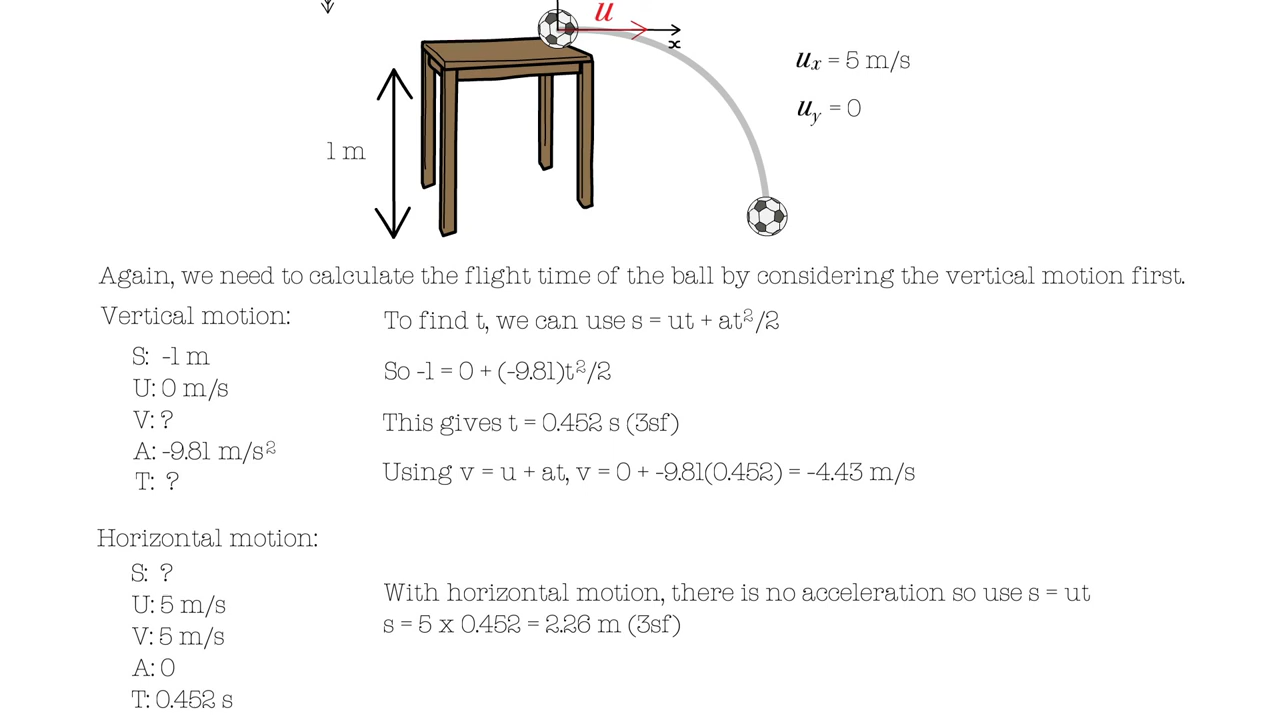 u
x
uₓ = 5 m/s
u_y = 0
1 m
Again, we need to calculate the flight time of the ball by considering the vertical motion first.
Vertical motion:
S: -1 m
U: 0 m/s
V: ?
A: -9.81 m/s²
T: ?
To find t, we can use s = ut + at²/2
So -1 = 0 + (-9.81)t²/2
This gives t = 0.452 s (3sf)
Using v = u + at, v = 0 + -9.81(0.452) = -4.43 m/s
Horizontal motion:
S: ?
U: 5 m/s
V: 5 m/s
A: 0
T: 0.452 s
With horizontal motion, there is no acceleration so use s = ut
s = 5 x 0.452 = 2.26 m (3sf)